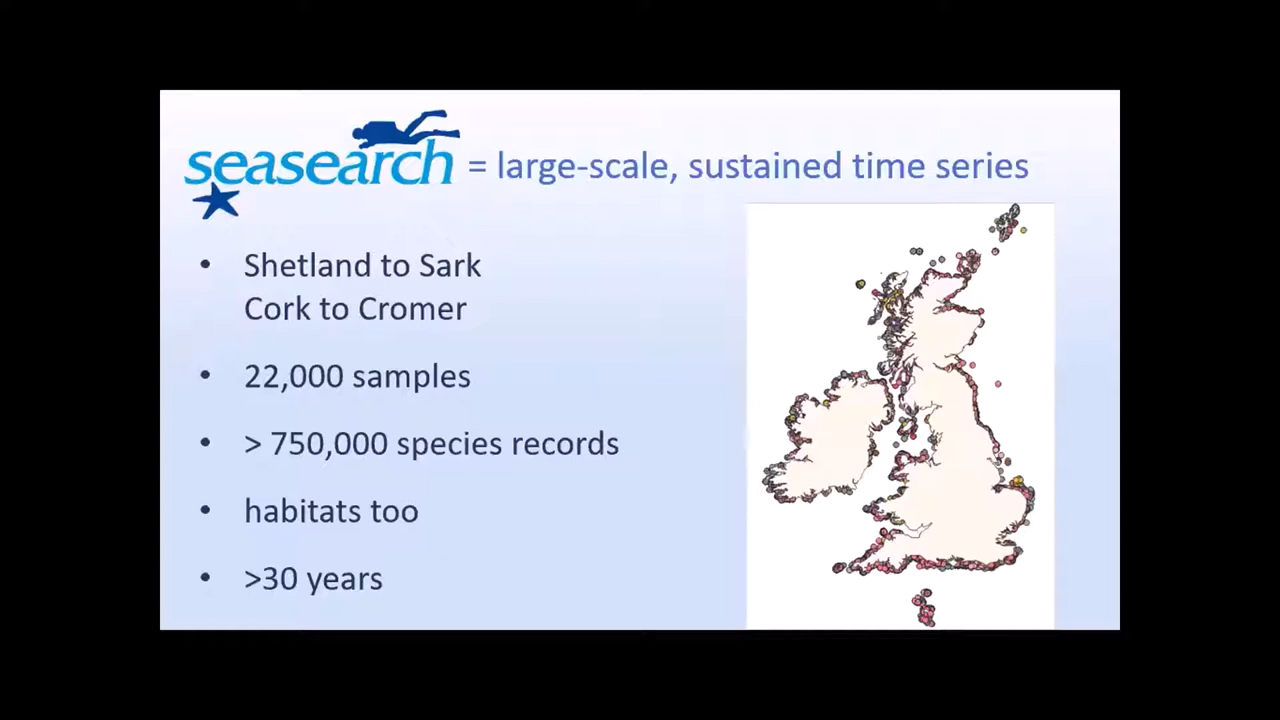 seasearch = large-scale, sustained time series
• Shetland to Sark
Cork to Cromer
• 22,000 samples
• > 750,000 species records
• habitats too
• >30 years